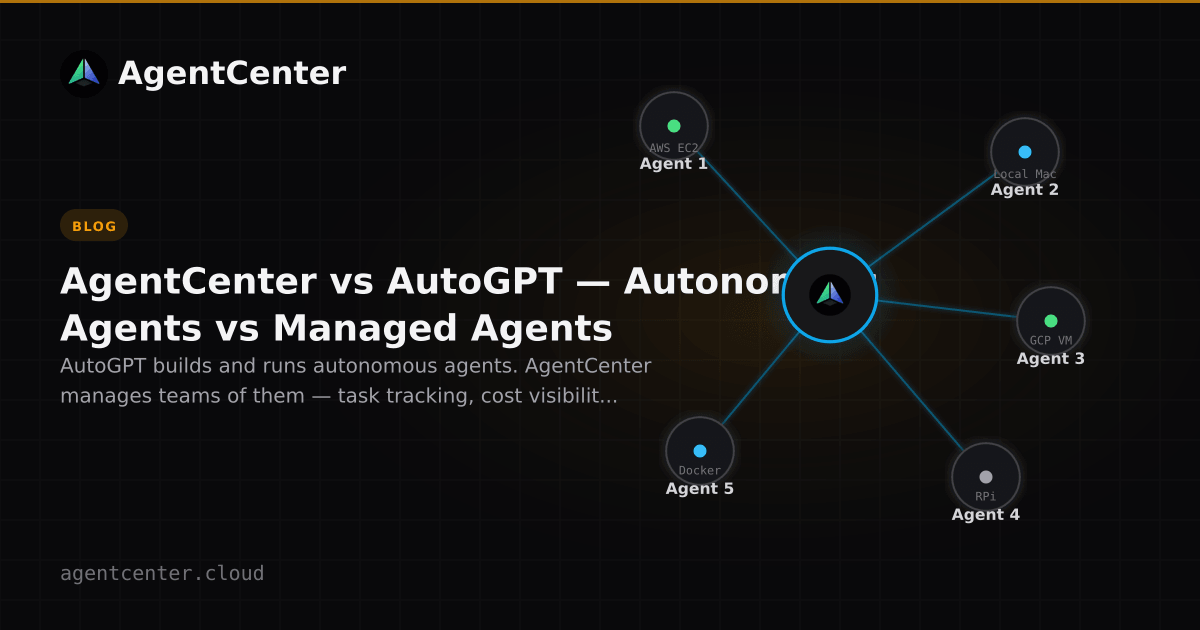 AgentCenter
BLOG
AgentCenter vs AutoGPT — Autonom
Agents vs Managed Agents
AutoGPT builds and runs autonomous agents. AgentCenter
manages teams of them — task tracking, cost visibilit...
agentcenter.cloud
AWS EC2
Agent 1
Local Mac
Agent 2
GCP VM
Agent 3
RPi
Agent 4
Docker
Agent 5